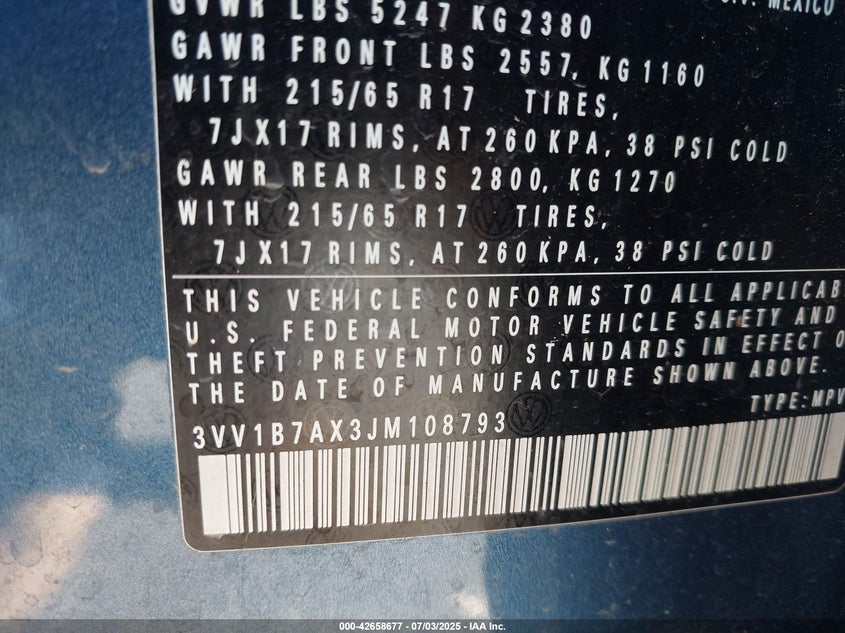 DIV. MEXICO
GVWR LBS 5247 KG 2380
GAWR FRONT LBS 2557, KG 1160
WITH 215/65 R17 TIRES,
7JX17 RIMS, AT 260 KPA, 38 PSI COLD
GAWR REAR LBS 2800, KG 1270
WITH 215/65 R17 TIRES,
7JX17 RIMS, AT 260 KPA, 38 PSI COLD
THIS VEHICLE CONFORMS TO ALL APPLICAB
U.S. FEDERAL MOTOR VEHICLE SAFETY AND
THEFT PREVENTION STANDARDS IN EFFECT O
THE DATE OF MANUFACTURE SHOWN ABOVE.
TYPE:MPV
3VV1B7AX3JM108793
000-42658677 - 07/03/2025 - IAA Inc.